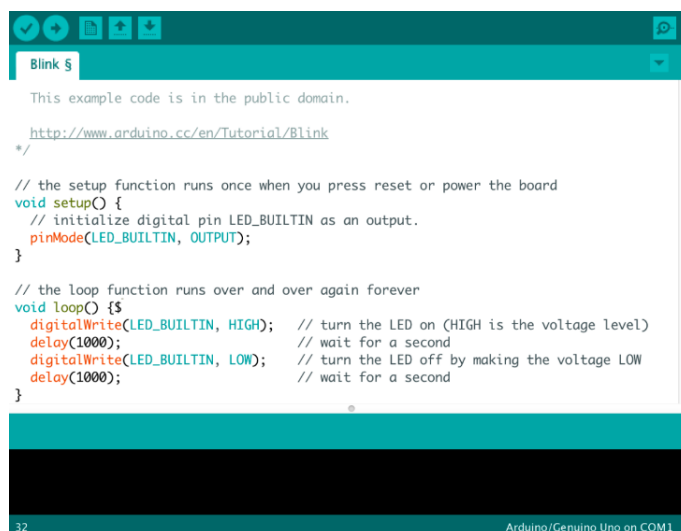 Blink §
This example code is in the public domain.
http://www.arduino.cc/en/Tutorial/Blink
*/
// the setup function runs once when you press reset or power the board
void setup() {
// initialize digital pin LED_BUILTIN as an output.
pinMode(LED_BUILTIN, OUTPUT);
}
// the loop function runs over and over again forever
void loop() {$
digitalWrite(LED_BUILTIN, HIGH);   // turn the LED on (HIGH is the voltage level)
delay(1000);                       // wait for a second
digitalWrite(LED_BUILTIN, LOW);    // turn the LED off by making the voltage LOW
delay(1000);                       // wait for a second
}
32 Arduino/Genuino Uno on COM1